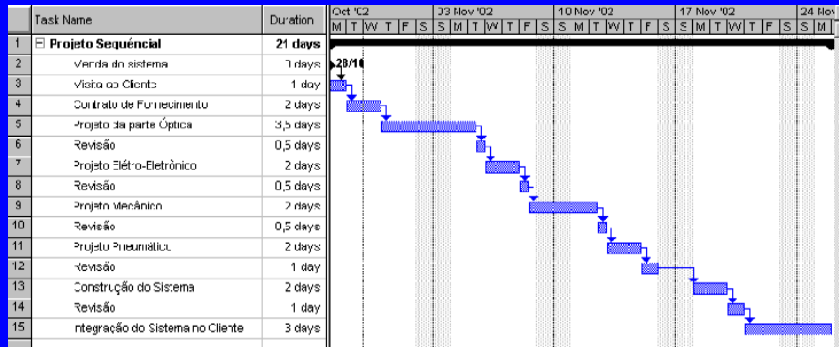 Task Name Duration Oct '02 03 Nov '02 10 Nov '02 17 Nov '02 24 Nov
M T W T F S S M T W T F S S M T W T F S S M T W T F S S M T
1 Projeto Seqüêncial 21 days
2 Venda do sistema 0 days 28/10
3 Visita ao Cliente 1 day
4 Contrato de Fornecimento 2 days
5 Projeto da parte Óptica 3,5 days
6 Revisão 0,5 days
7 Projeto Elétro-Eletrônico 2 days
8 Revisão 0,5 days
9 Projeto Mecânico 2 days
10 Revisão 0,5 days
11 Projeto Pneumático 2 days
12 Revisão 1 day
13 Construção do Sistema 2 days
14 Revisão 1 day
15 Integração do Sistema no Cliente 3 days